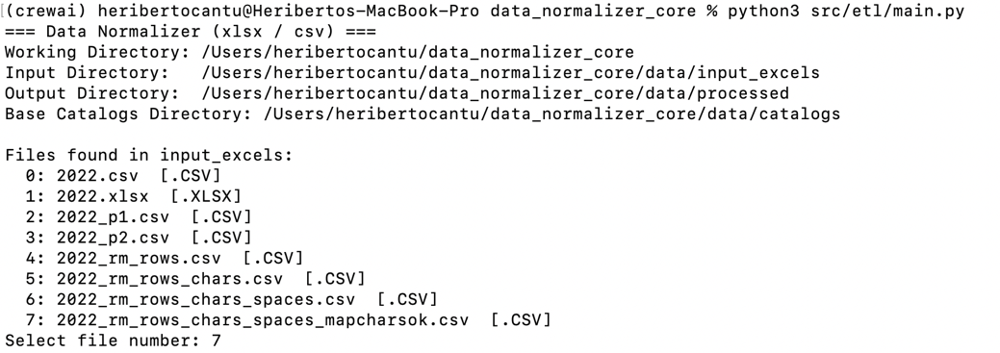 (crewai) heribertocantu@Heribertos-MacBook-Pro data_normalizer_core % python3 src/etl/main.py
=== Data Normalizer (xlsx / csv) ===
Working Directory: /Users/heribertocantu/data_normalizer_core
Input Directory:   /Users/heribertocantu/data_normalizer_core/data/input_excels
Output Directory:  /Users/heribertocantu/data_normalizer_core/data/processed
Base Catalogs Directory: /Users/heribertocantu/data_normalizer_core/data/catalogs

Files found in input_excels:
  0: 2022.csv  [.CSV]
  1: 2022.xlsx  [.XLSX]
  2: 2022_p1.csv  [.CSV]
  3: 2022_p2.csv  [.CSV]
  4: 2022_rm_rows.csv  [.CSV]
  5: 2022_rm_rows_chars.csv  [.CSV]
  6: 2022_rm_rows_chars_spaces.csv  [.CSV]
  7: 2022_rm_rows_chars_spaces_mapcharsok.csv  [.CSV]
Select file number: 7